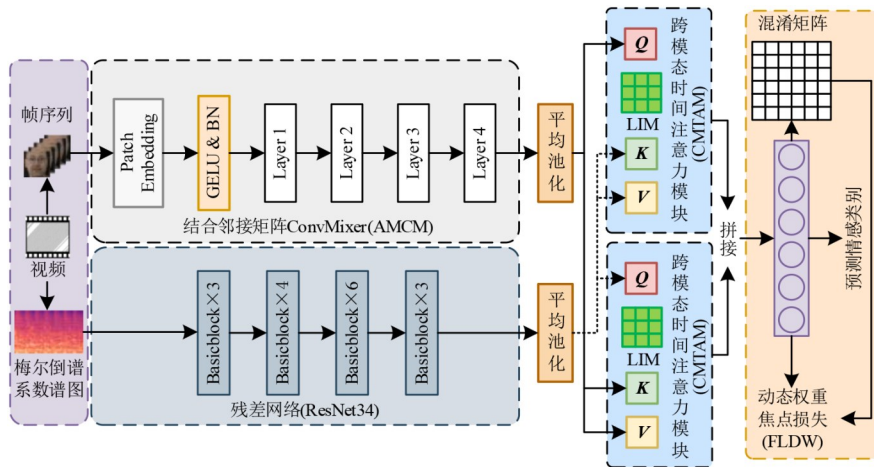 帧序列
视频
梅尔倒谱
系数谱图
Patch
Embedding
GELU & BN
Layer 1
Layer 2
Layer 3
Layer 4
结合邻接矩阵ConvMixer(AMCM)
Basicblock×3
Basicblock×4
Basicblock×6
Basicblock×3
残差网络(ResNet34)
平均池化
平均池化
Q
LIM
K
V
跨模态时间注意力模块
(CMTAM)
Q
LIM
K
V
跨模态时间注意力模块
(CMTAM)
拼接
混淆矩阵
预测情感类别
动态权重
焦点损失
(FLDW)